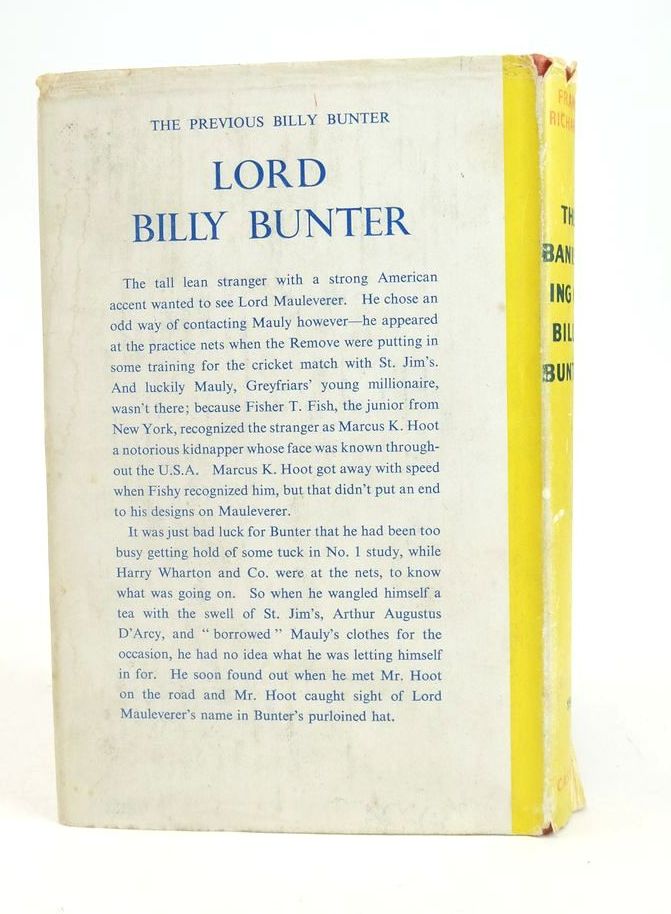 THE PREVIOUS BILLY BUNTER
LORD
BILLY BUNTER
The tall lean stranger with a strong American
accent wanted to see Lord Mauleverer. He chose an
odd way of contacting Mauly however—he appeared
at the practice nets when the Remove were putting in
some training for the cricket match with St. Jim's.
And luckily Mauly, Greyfriars' young millionaire,
wasn't there; because Fisher T. Fish, the junior from
New York, recognized the stranger as Marcus K. Hoot
a notorious kidnapper whose face was known through-
out the U.S.A. Marcus K. Hoot got away with speed
when Fishy recognized him, but that didn't put an end
to his designs on Mauleverer.
It was just bad luck for Bunter that he had been too
busy getting hold of some tuck in No. 1 study, while
Harry Wharton and Co. were at the nets, to know
what was going on. So when he wangled himself a
tea with the swell of St. Jim's, Arthur Augustus
D'Arcy, and "borrowed" Mauly's clothes for the
occasion, he had no idea what he was letting himself
in for. He soon found out when he met Mr. Hoot
on the road and Mr. Hoot caught sight of Lord
Mauleverer's name in Bunter's purloined hat.
FRAN
RICHA
TH
BAN
ING
BIL
BUNT